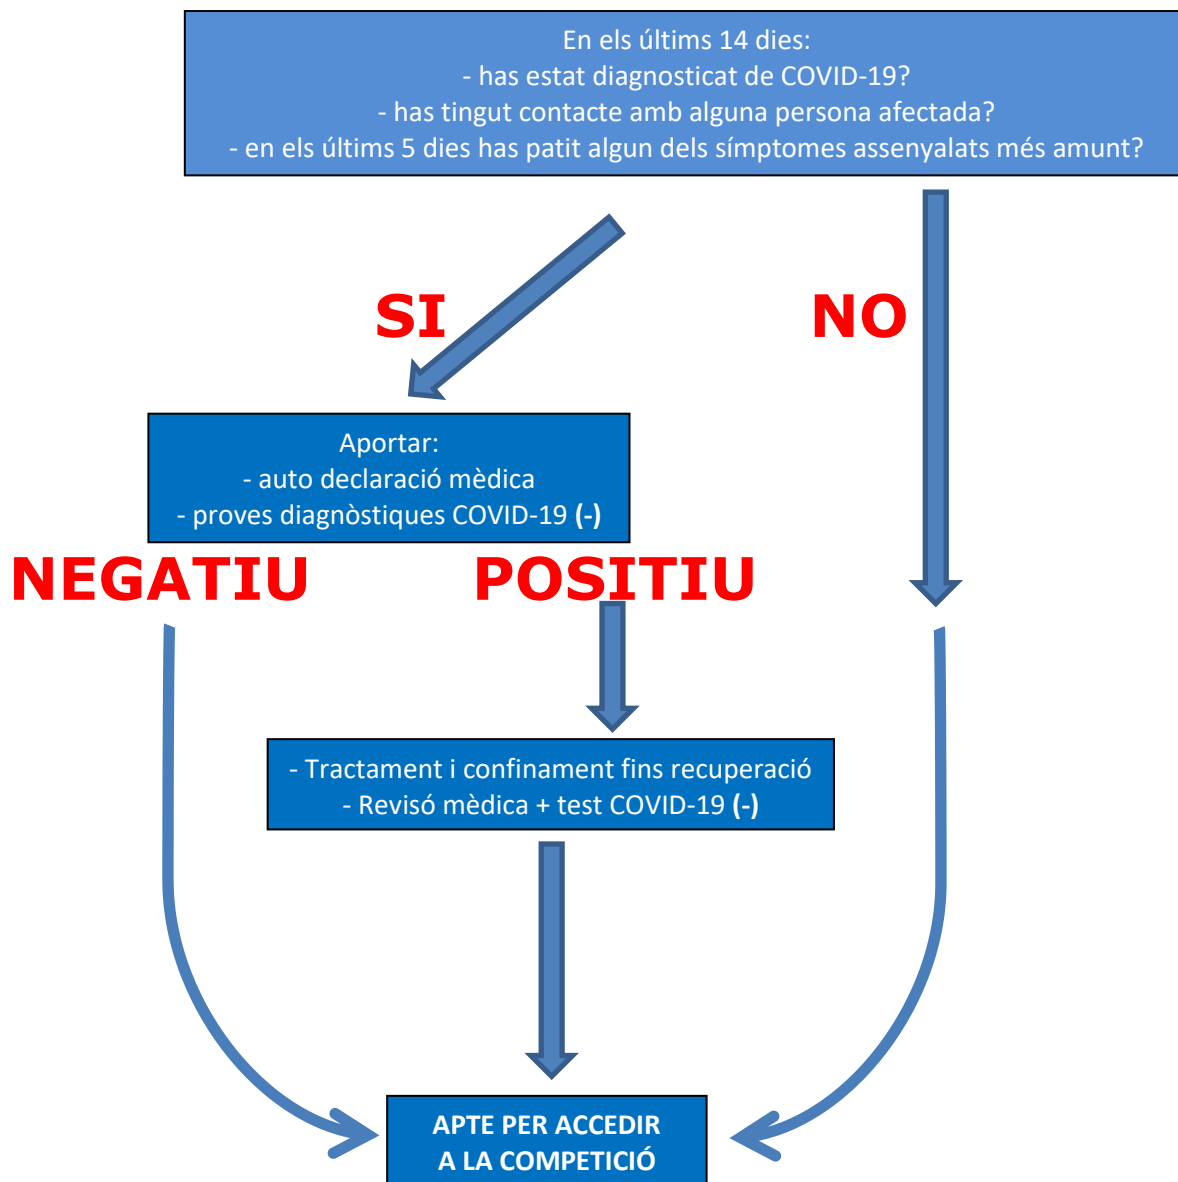 En els últims 14 dies:
- has estat diagnosticat de COVID-19?
- has tingut contacte amb alguna persona afectada?
- en els últims 5 dies has patit algun dels símptomes assenyalats més amunt?
SI
NO
Aportar:
- auto declaració mèdica
- proves diagnòstiques COVID-19 (-)
NEGATIU
POSITIU
- Tractament i confinament fins recuperació
- Revisó mèdica + test COVID-19 (-)
APTE PER ACCEDIR
A LA COMPETICIÓ